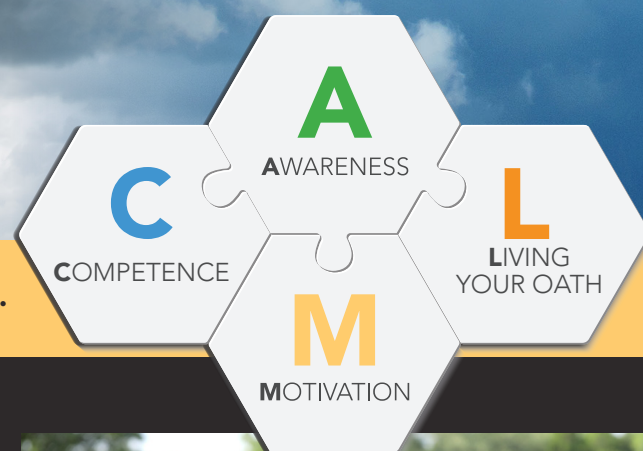 A
AWARENESS
C
COMPETENCE
L
LIVING
YOUR OATH
M
MOTIVATION
.